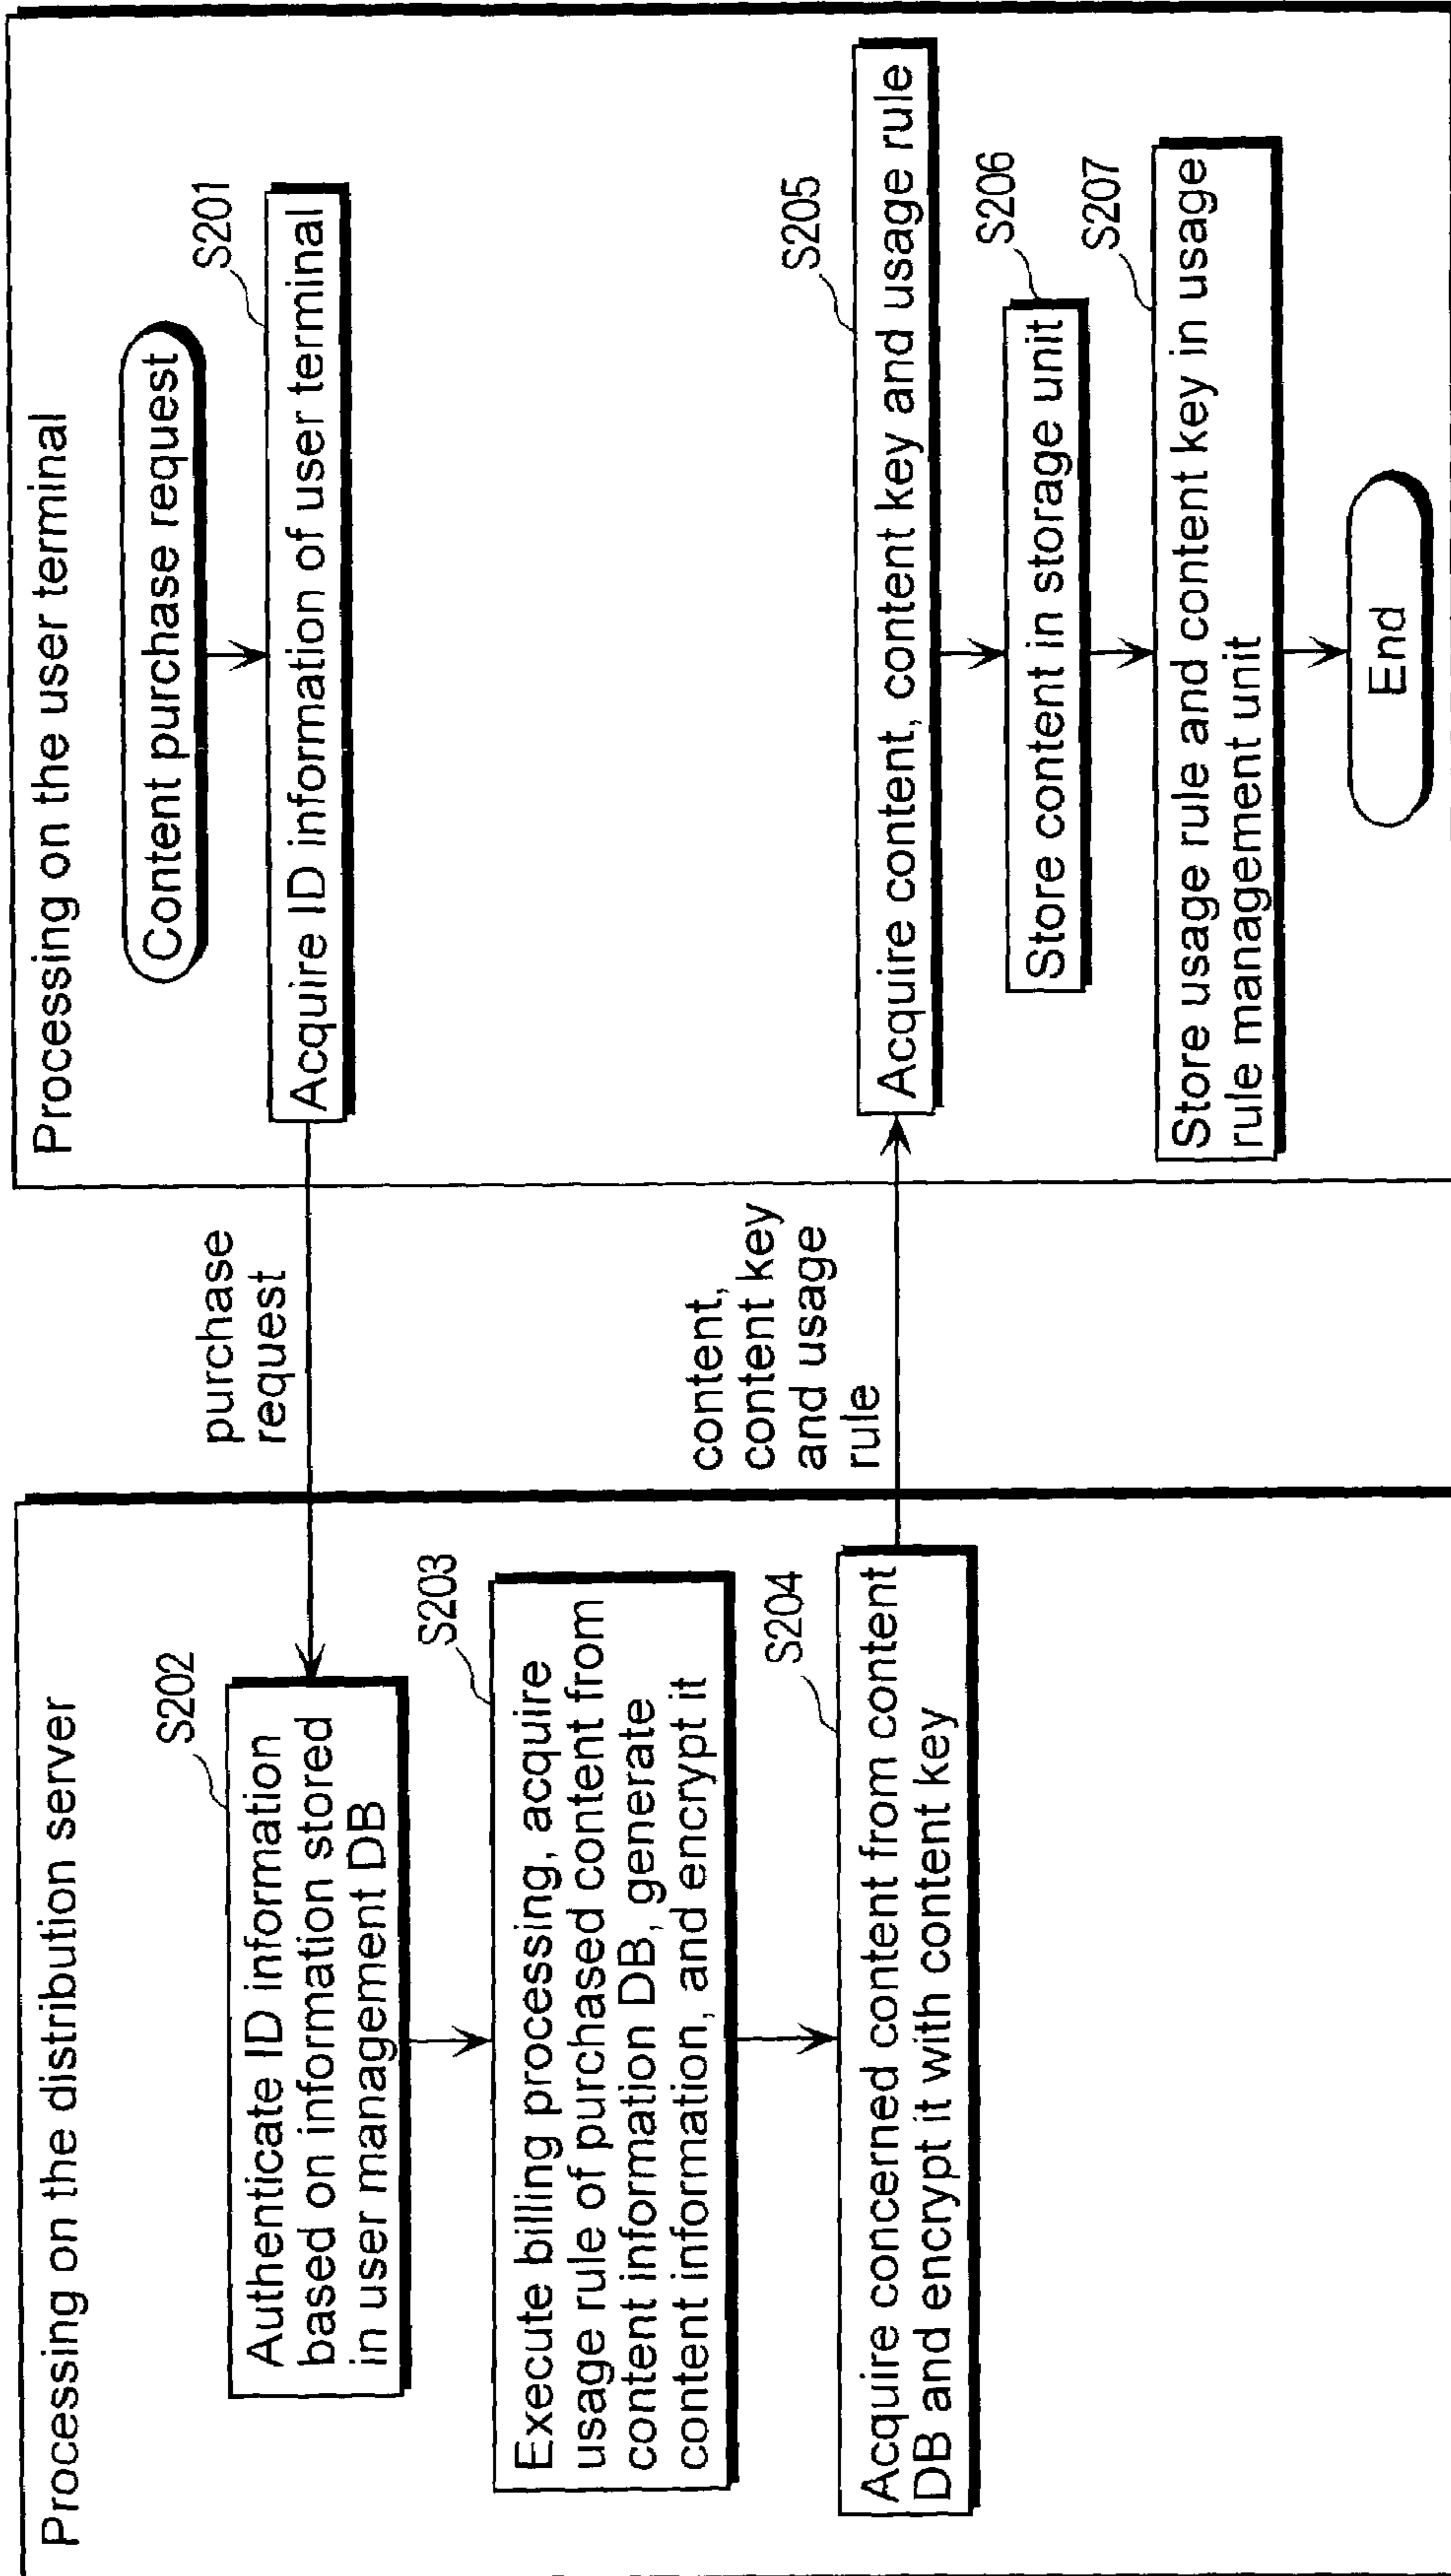 Processing on the distribution server
S202
Authenticate ID information
based on information stored
in user management DB
S203
Execute billing processing, acquire
usage rule of purchased content from
content information DB, generate
content information, and encrypt it
S204
Acquire concerned content from content
DB and encrypt it with content key
purchase
request
content,
content key
and usage
rule
Processing on the user terminal
Content purchase request
S201
Acquire ID information of user terminal
S205
Acquire content, content key and usage rule
S206
Store content in storage unit
S207
Store usage rule and content key in usage
rule management unit
End